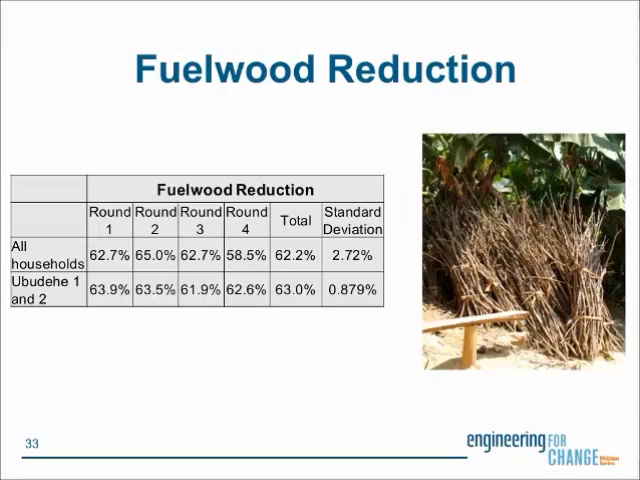 Fuelwood Reduction
Fuelwood Reduction
Round 1 Round 2 Round 3 Round 4 Total Standard Deviation
All households 62.7% 65.0% 62.7% 58.5% 62.2% 2.72%
Ubudehe 1 and 2 63.9% 63.5% 61.9% 62.6% 63.0% 0.879%
33
engineering FOR
CHANGE Webinar Series